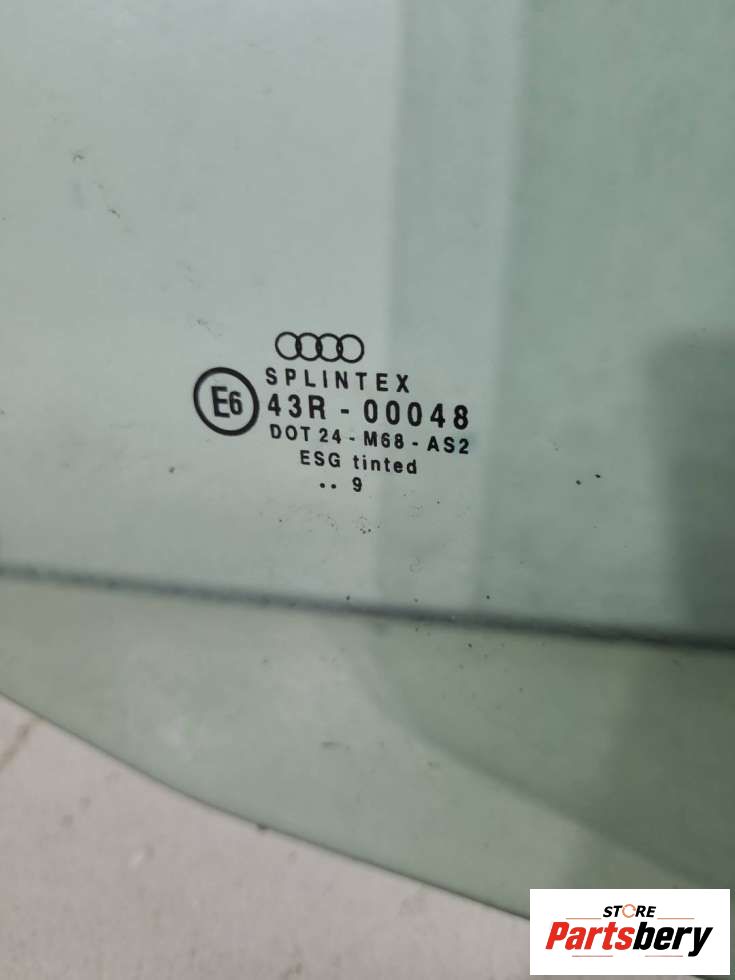 SPLINTEX
E6
43R - 00048
DOT 24 - M68 - AS2
ESG tinted
.. 9
STORE
Partsbery